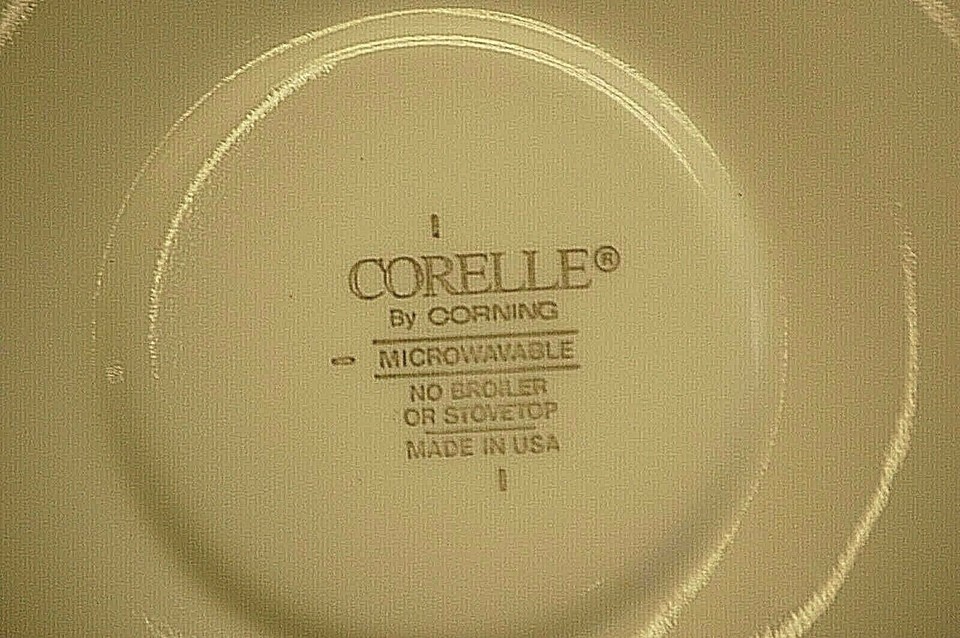 CORELLE®
By CORNING
MICROWAVABLE
NO BROILER
OR STOVETOP
MADE IN USA